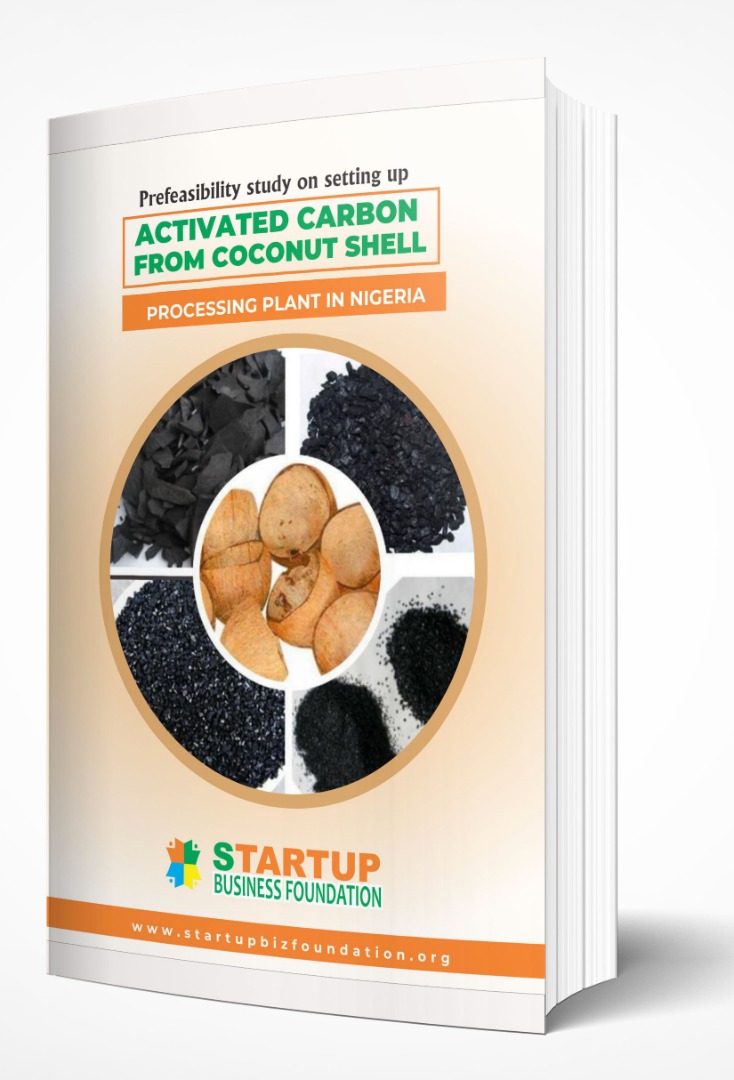 Prefeasibility study on setting up
ACTIVATED CARBON
FROM COCONUT SHELL
PROCESSING PLANT IN NIGERIA
STARTUP
BUSINESS FOUNDATION
www.startupbizfoundation.org